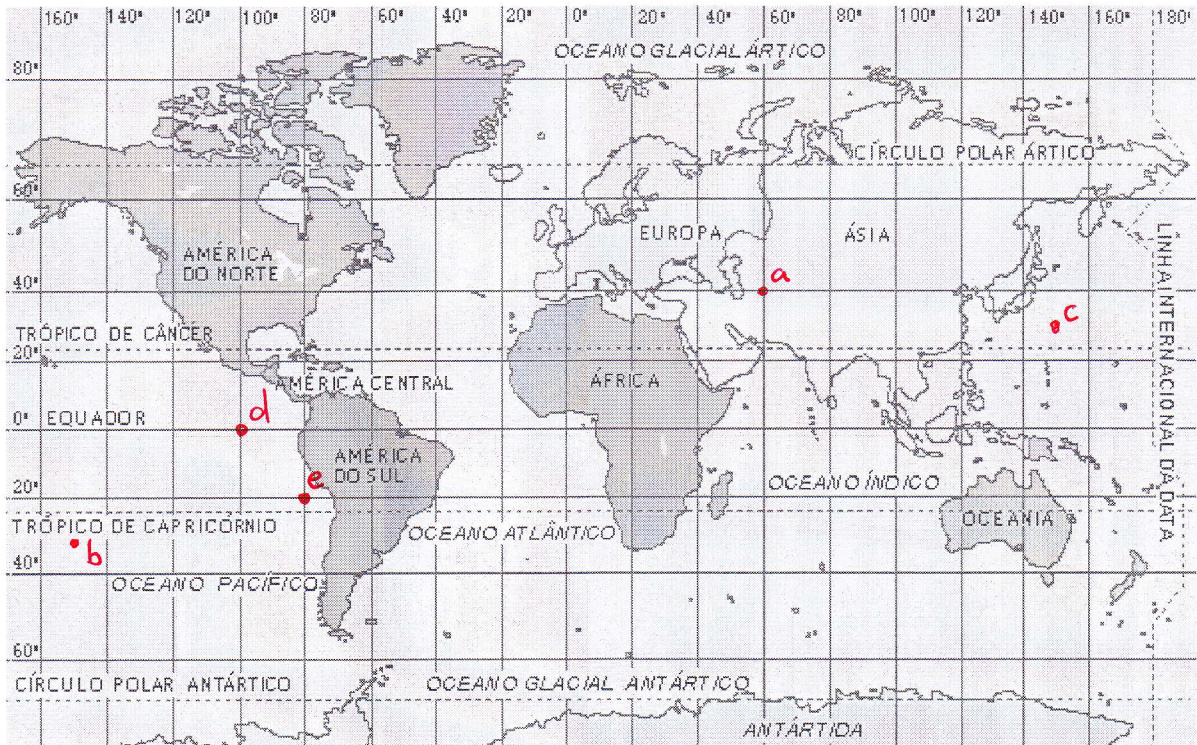 160° 140° 120° 100° 80° 60° 40° 20° 0° 20° 40° 60° 80° 100° 120° 140° 160° 180°
OCEANO GLACIAL ÁRTICO
80°
CÍRCULO POLAR ÁRTICO
60°
EUROPA
ÁSIA
AMÉRICA
DO NORTE
a
40°
c
TRÓPICO DE CÂNCER
20°
AMÉRICA CENTRAL
ÁFRICA
d
0° EQUADOR
AMÉRICA
DO SUL
e
OCEANO ÍNDICO
20°
TRÓPICO DE CAPRICÓRNIO
OCEANO ATLÂNTICO
OCEANIA
b
40°
OCEANO PACÍFICO
60°
CÍRCULO POLAR ANTÁRTICO
OCEANO GLACIAL ANTÁRTICO
ANTÁRTIDA
LINHA INTERNACIONAL DA DATA